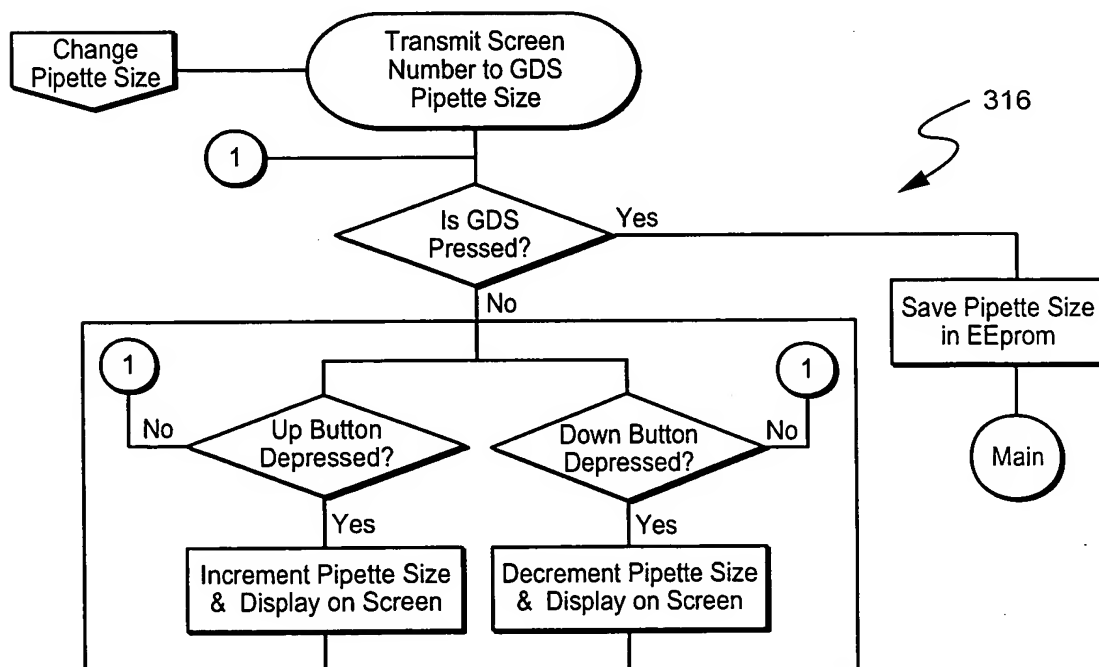 Change
Pipette Size
Transmit Screen
Number to GDS
Pipette Size
316
1
Is GDS
Pressed?
Yes
No
Save Pipette Size
in EEprom
Main
1
No
Up Button
Depressed?
Yes
Down Button
Depressed?
No
1
Yes
Increment Pipette Size
& Display on Screen
Decrement Pipette Size
& Display on Screen